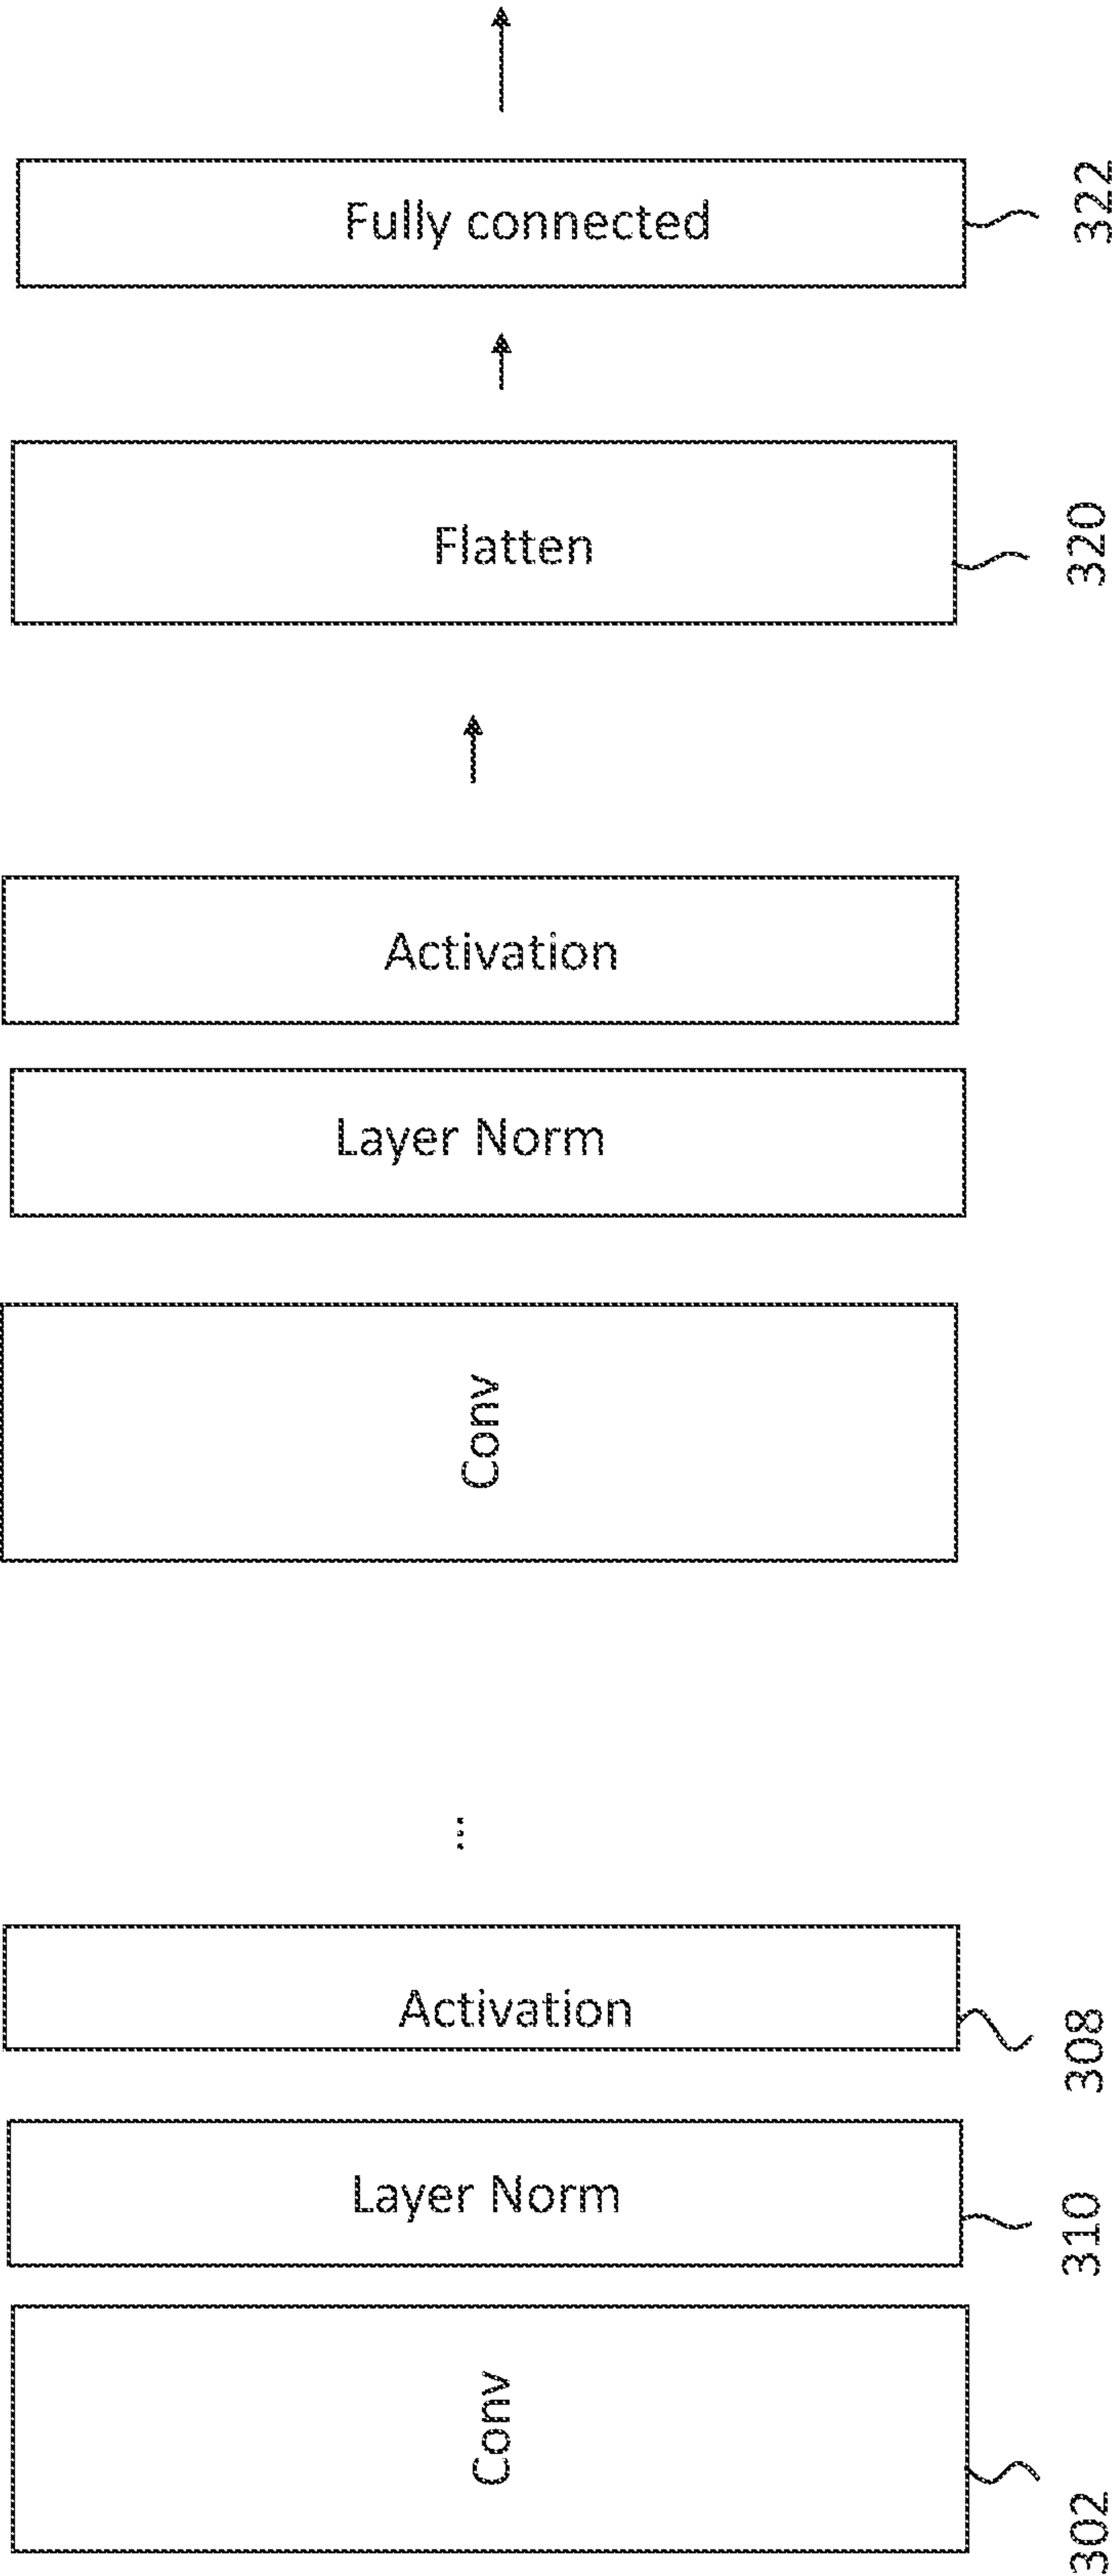 Fully connected
322
Flatten
320
Activation
Layer Norm
Conv
...
Activation
308
Layer Norm
310
Conv
302